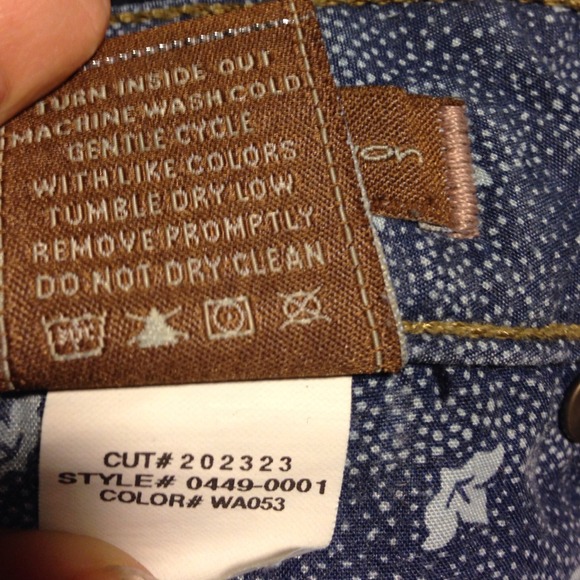 TURN INSIDE OUT
MACHINE WASH COLD
GENTLE CYCLE
WITH LIKE COLORS
TUMBLE DRY LOW
REMOVE PROMPTLY
DO NOT DRY CLEAN
CUT# 202323
STYLE# 0449-0001
COLOR# WA053